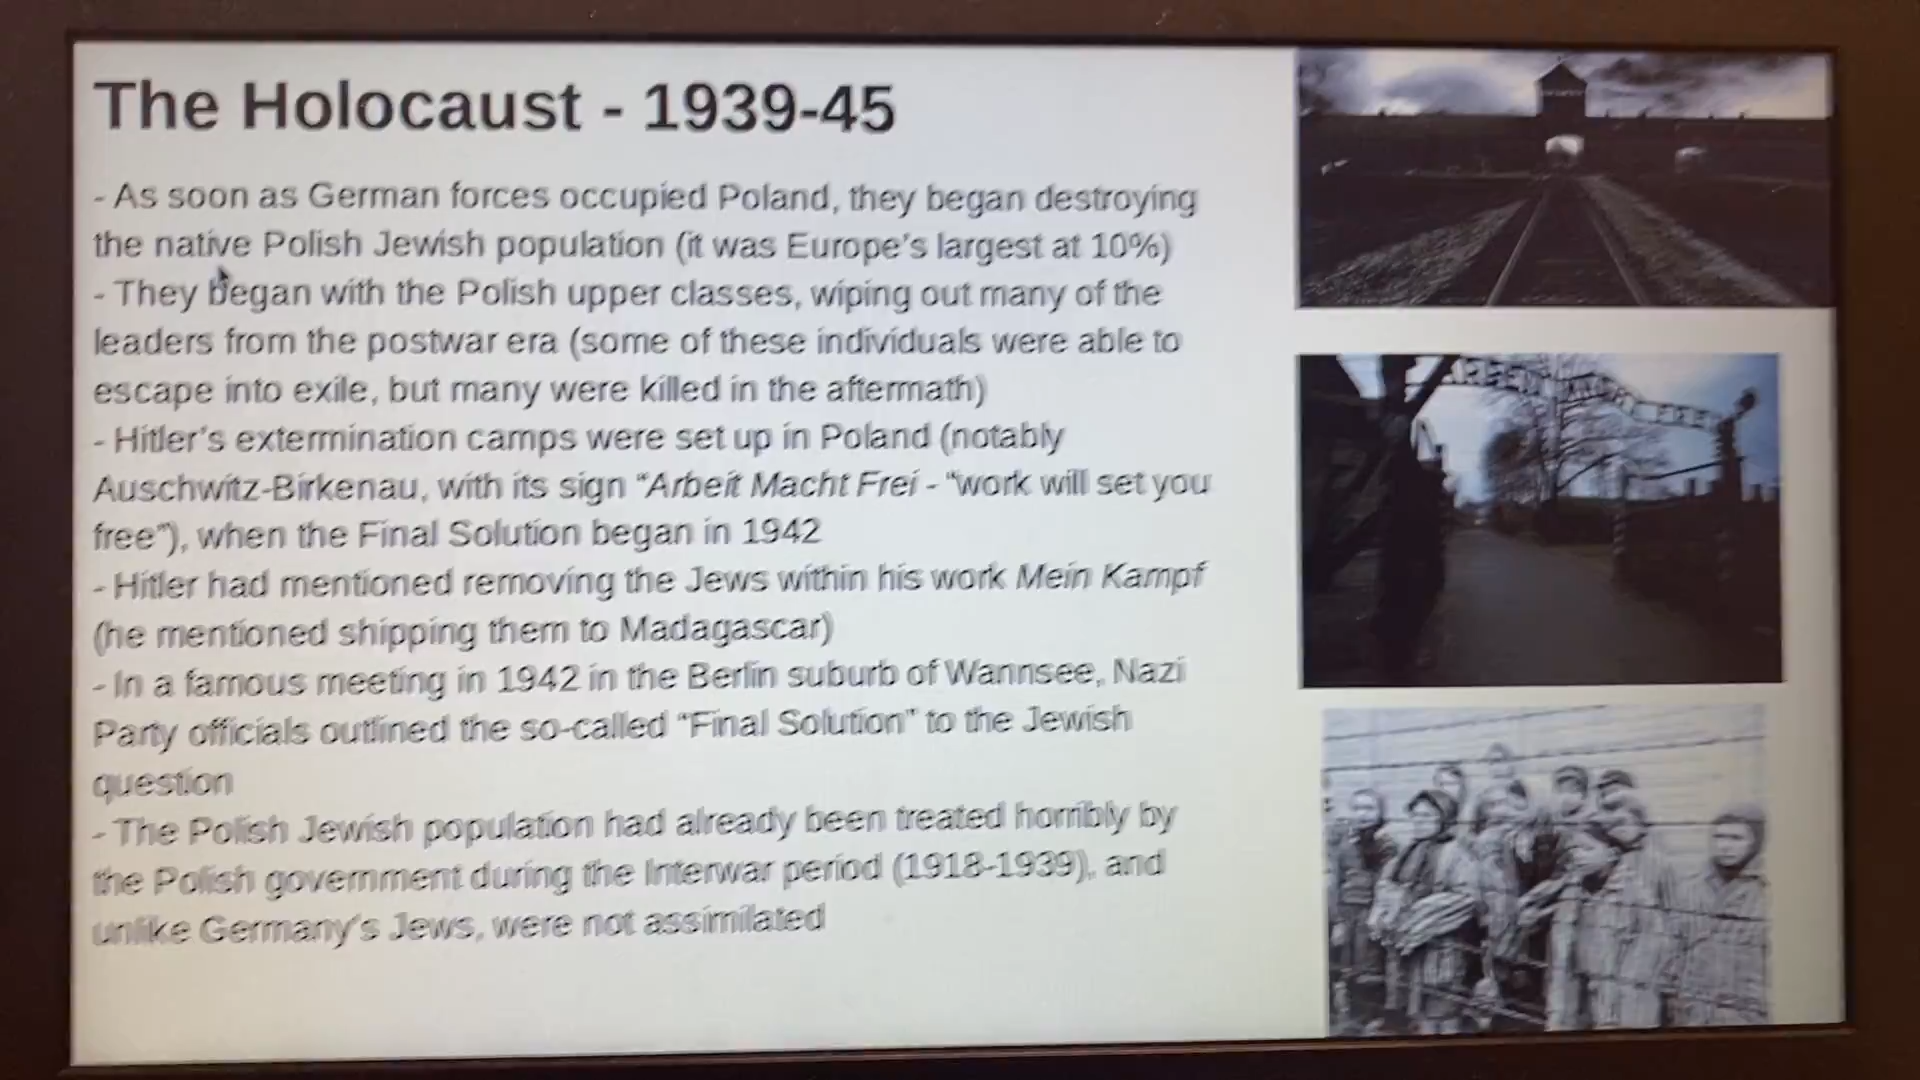 The Holocaust - 1939-45
- As soon as German forces occupied Poland, they began destroying
the native Polish Jewish population (it was Europe's largest at 10%)
- They began with the Polish upper classes, wiping out many of the
leaders from the postwar era (some of these individuals were able to
escape into exile, but many were killed in the aftermath)
- Hitler's extermination camps were set up in Poland (notably
Auschwitz-Birkenau, with its sign “Arbeit Macht Frei - “work will set you
free”), when the Final Solution began in 1942
- Hitler had mentioned removing the Jews within his work Mein Kampf
(he mentioned shipping them to Madagascar)
- In a famous meeting in 1942 in the Berlin suburb of Wannsee, Nazi
Party officials outlined the so-called “Final Solution” to the Jewish
question
- The Polish Jewish population had already been treated horribly by
the Polish government during the Interwar period (1918-1939), and
unlike Germany's Jews, were not assimilated
ARBEIT MACHT FREI